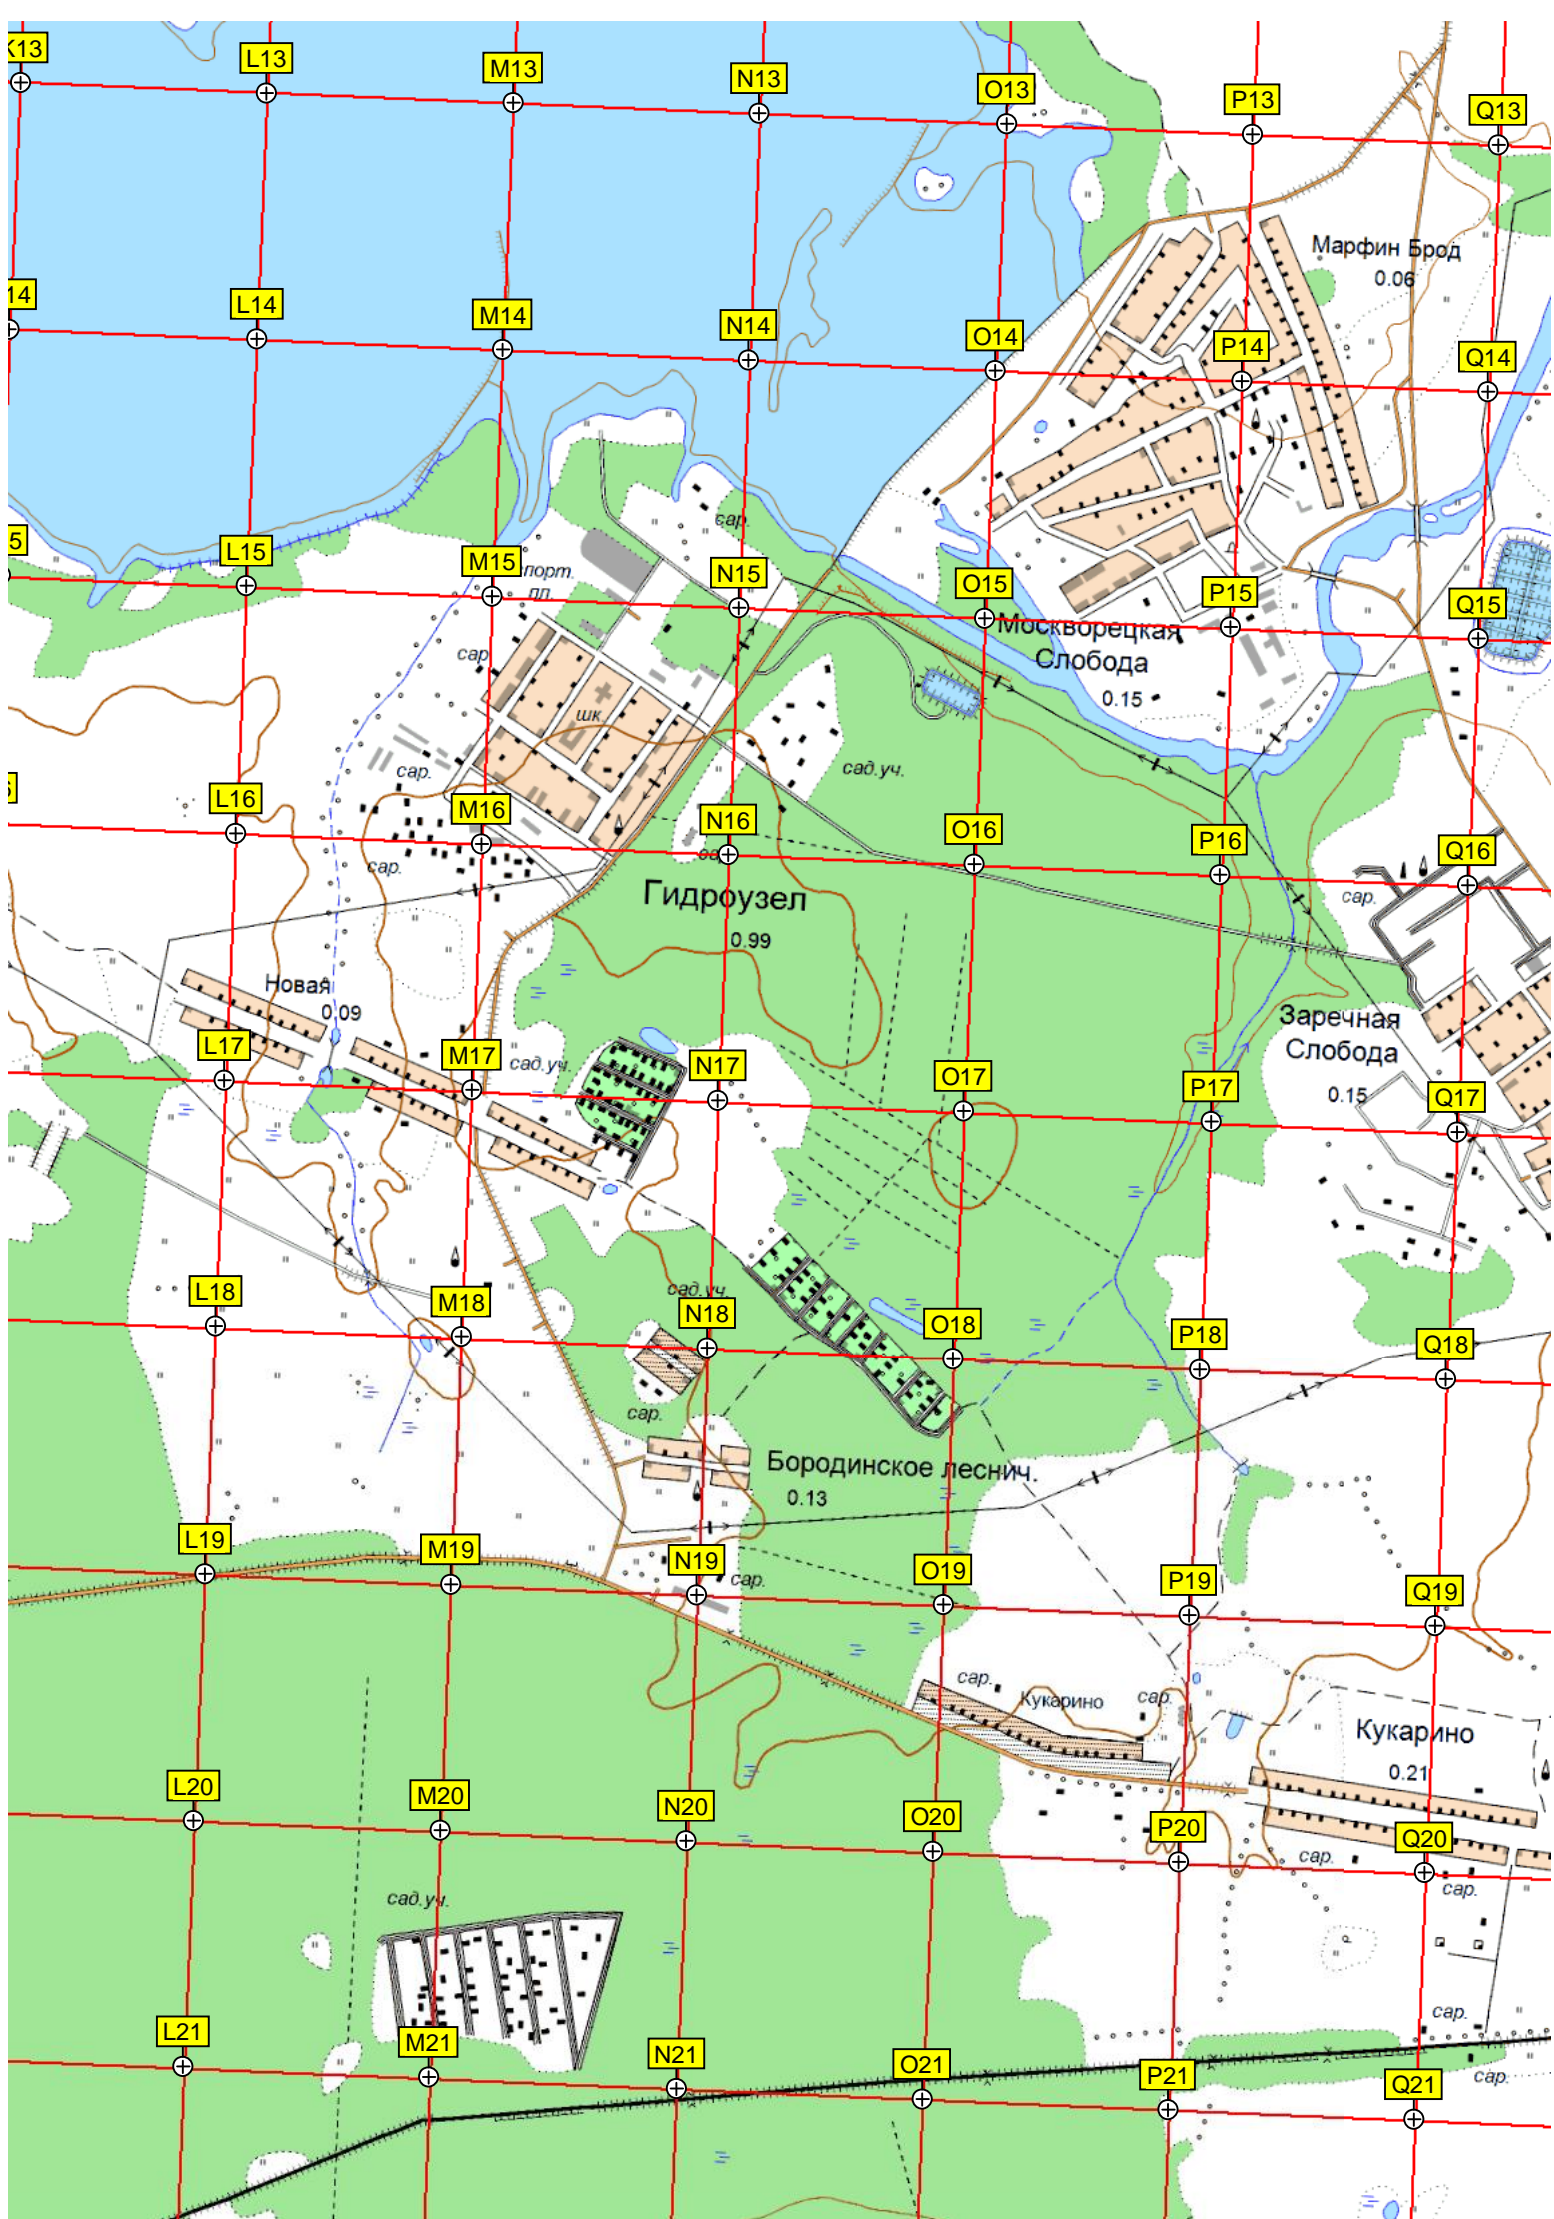 K13
L13
M13
N13
O13
P13
Q13
Марфин Брод
0.06
14
L14
M14
N14
O14
P14
Q14
сар.
5
L15
M15
порт.
пл.
N15
O15
P15
Q15
р.
Москворецкая
Слобода
0.15
сар.
шк.
сад.уч.
сар.
L16
M16
N16
O16
P16
Q16
сар.
сар.
сар.
Гидроузел
0.99
Новая
0.09
Заречная
Слобода
0.15
L17
M17
сад.уч.
N17
O17
P17
Q17
L18
M18
сад.уч.
N18
O18
P18
Q18
сар.
Бородинское леснич.
0.13
L19
M19
N19
сар.
O19
P19
Q19
сар.
Кукарино
сар.
Кукарино
0.21
L20
M20
N20
O20
P20
Q20
сар.
сар.
сад.уч.
р
сар.
L21
M21
N21
O21
P21
Q21
сар.